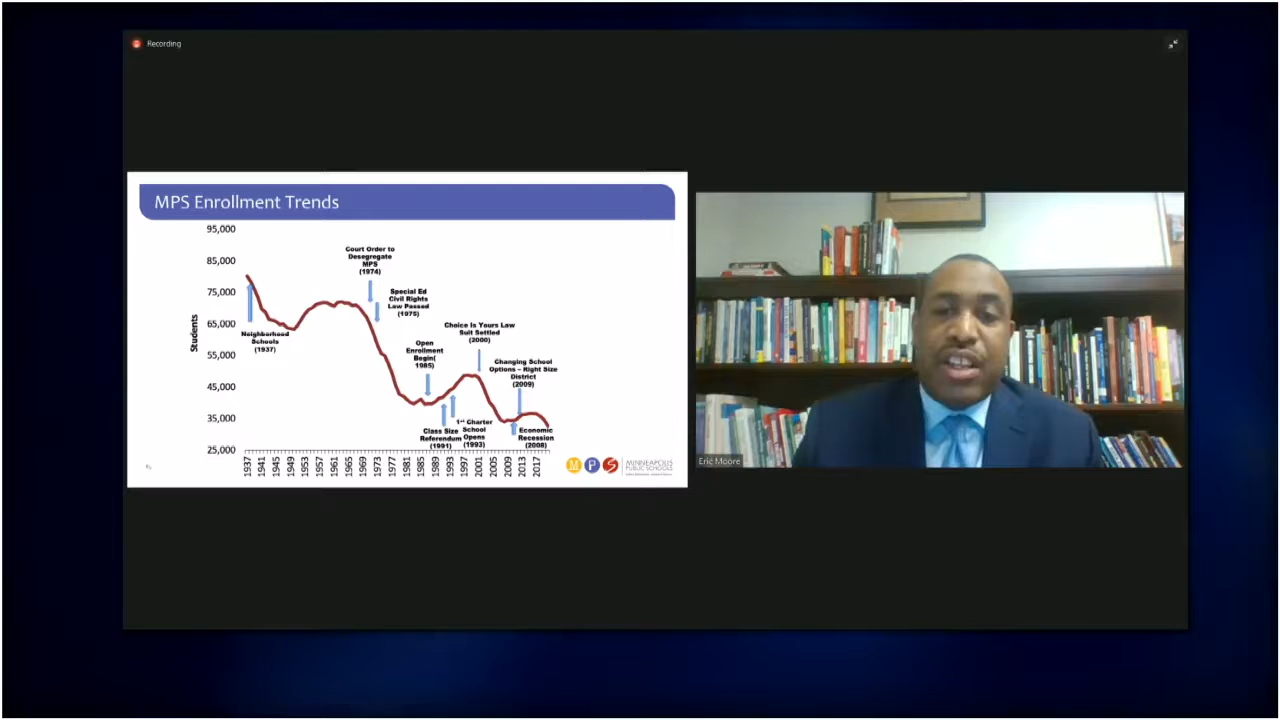 Recording
MPS Enrollment Trends
95,000
85,000
75,000
65,000
55,000
45,000
35,000
25,000
Students
Court Order to
Desegregate
MPS
(1974)
Special Ed
Civil Rights
Law Passed
(1975)
Neighborhood
Schools
(1937)
Open
Enrollment
Begin(
1985)
Choice Is Yours Law
Suit Settled
(2000)
Changing School
Options – Right Size
District
(2009)
Class Size
Referendum
(1991)
1st Charter
School
Opens
(1993)
Economic
Recession
(2008)
1937
1941
1945
1949
1953
1957
1961
1965
1969
1973
1977
1981
1985
1989
1993
1997
2001
2005
2009
2013
2017
M P S
MINNEAPOLIS
PUBLIC SCHOOLS
Eric Moore